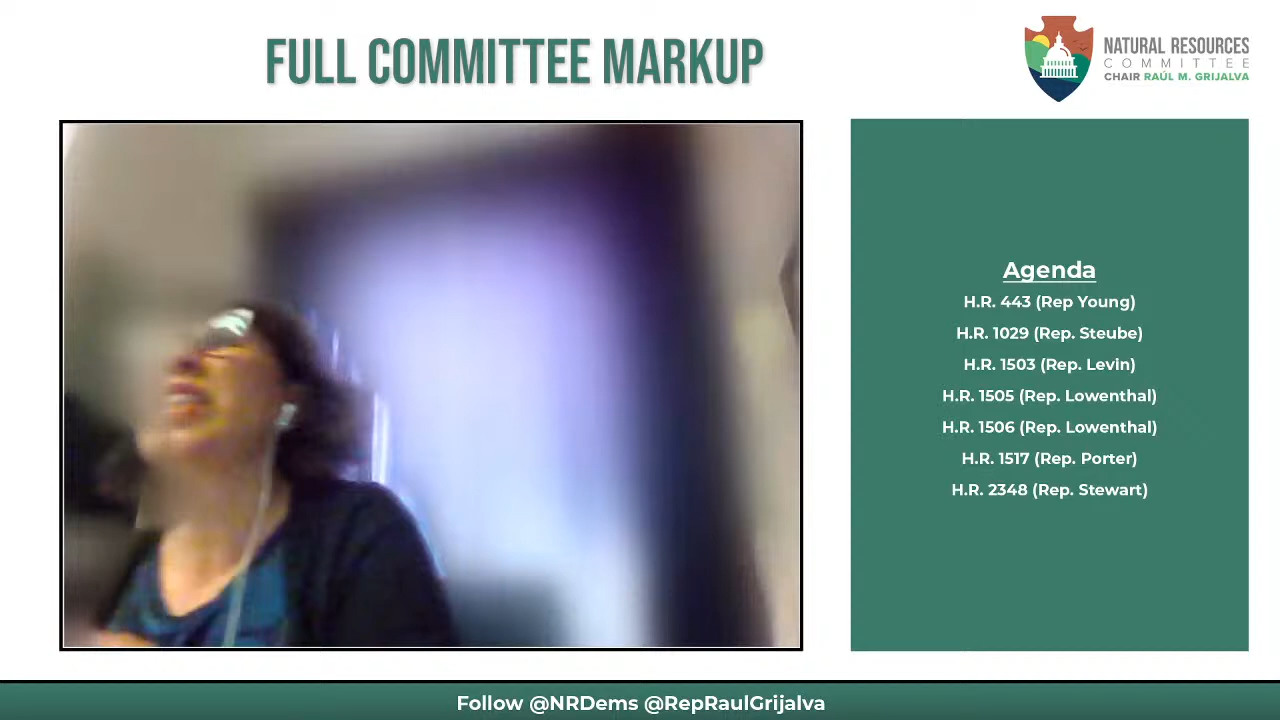 FULL COMMITTEE MARKUP
NATURAL RESOURCES
COMMITTEE
CHAIR RAÚL M. GRIJALVA
Agenda
H.R. 443 (Rep Young)
H.R. 1029 (Rep. Steube)
H.R. 1503 (Rep. Levin)
H.R. 1505 (Rep. Lowenthal)
H.R. 1506 (Rep. Lowenthal)
H.R. 1517 (Rep. Porter)
H.R. 2348 (Rep. Stewart)
Follow @NRDems @RepRaulGrijalva